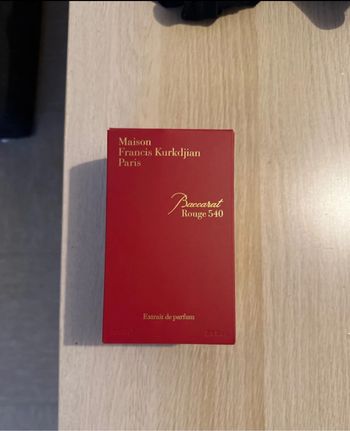 Maison
Francis Kurkdjian
Paris
Baccarat
Rouge 540
Extrait de parfum